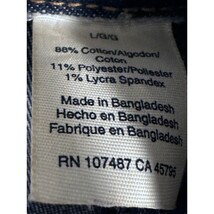 L/G/G
88% Cotton/Algodon/
Coton
11% Polyester/Poliester
1% Lycra Spandex
Made in Bangladesh
Hecho en Bangladesh
Fabrique en Bangladesh
RN 107487 CA 45795